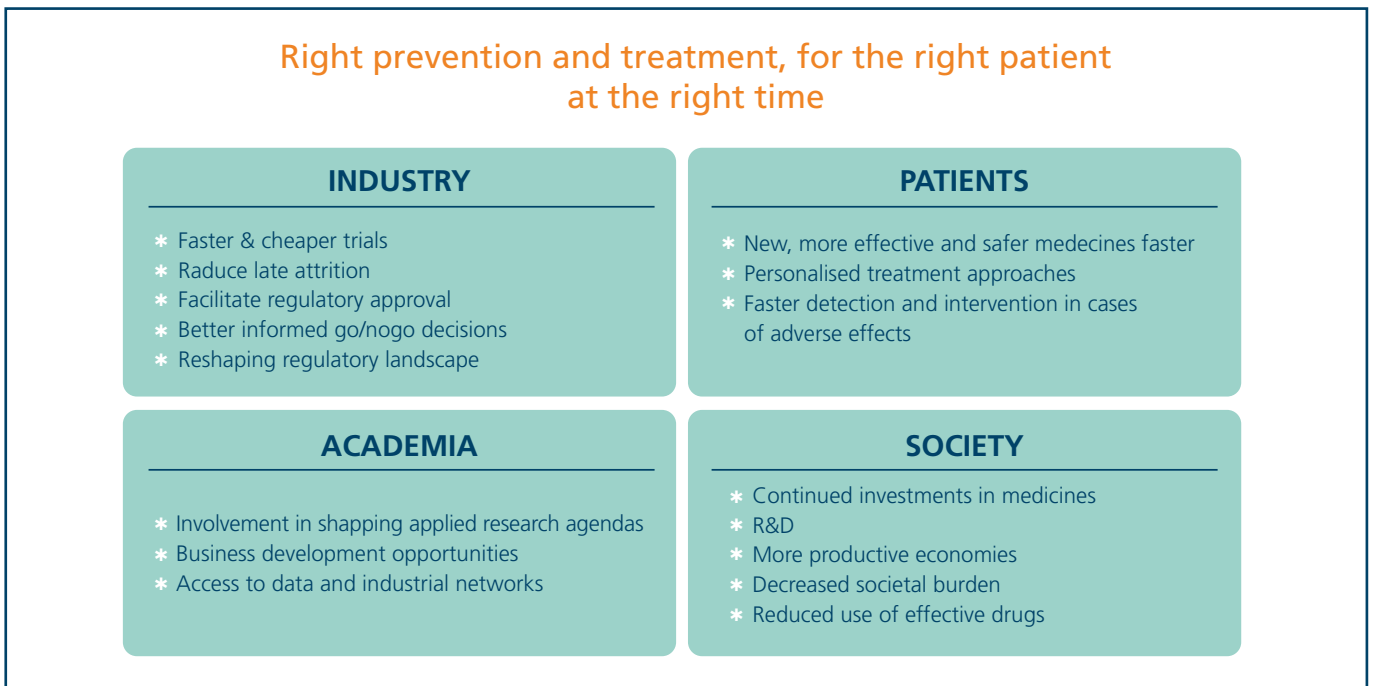 Right prevention and treatment, for the right patient
at the right time
INDUSTRY
* Faster & cheaper trials
* Raduce late attrition
* Facilitate regulatory approval
* Better informed go/nogo decisions
* Reshaping regulatory landscape
PATIENTS
* New, more effective and safer medecines faster
* Personalised treatment approaches
* Faster detection and intervention in cases
of adverse effects
ACADEMIA
* Involvement in shapping applied research agendas
* Business development opportunities
* Access to data and industrial networks
SOCIETY
* Continued investments in medicines
* R&D
* More productive economies
* Decreased societal burden
* Reduced use of effective drugs